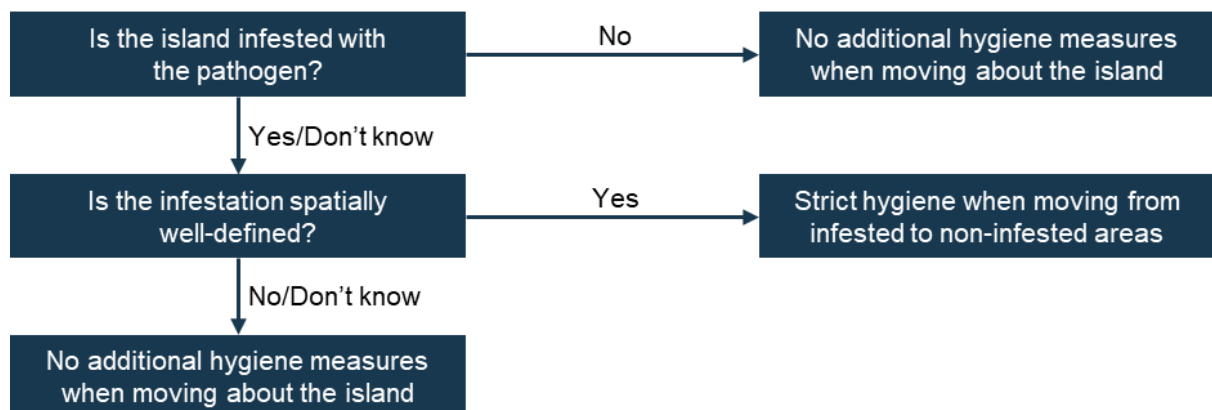 Is the island infested with
the pathogen?
No
No additional hygiene measures
when moving about the island
Yes/Don't know
Is the infestation spatially
well-defined?
Yes
Strict hygiene when moving from
infested to non-infested areas
No/Don't know
No additional hygiene measures
when moving about the island